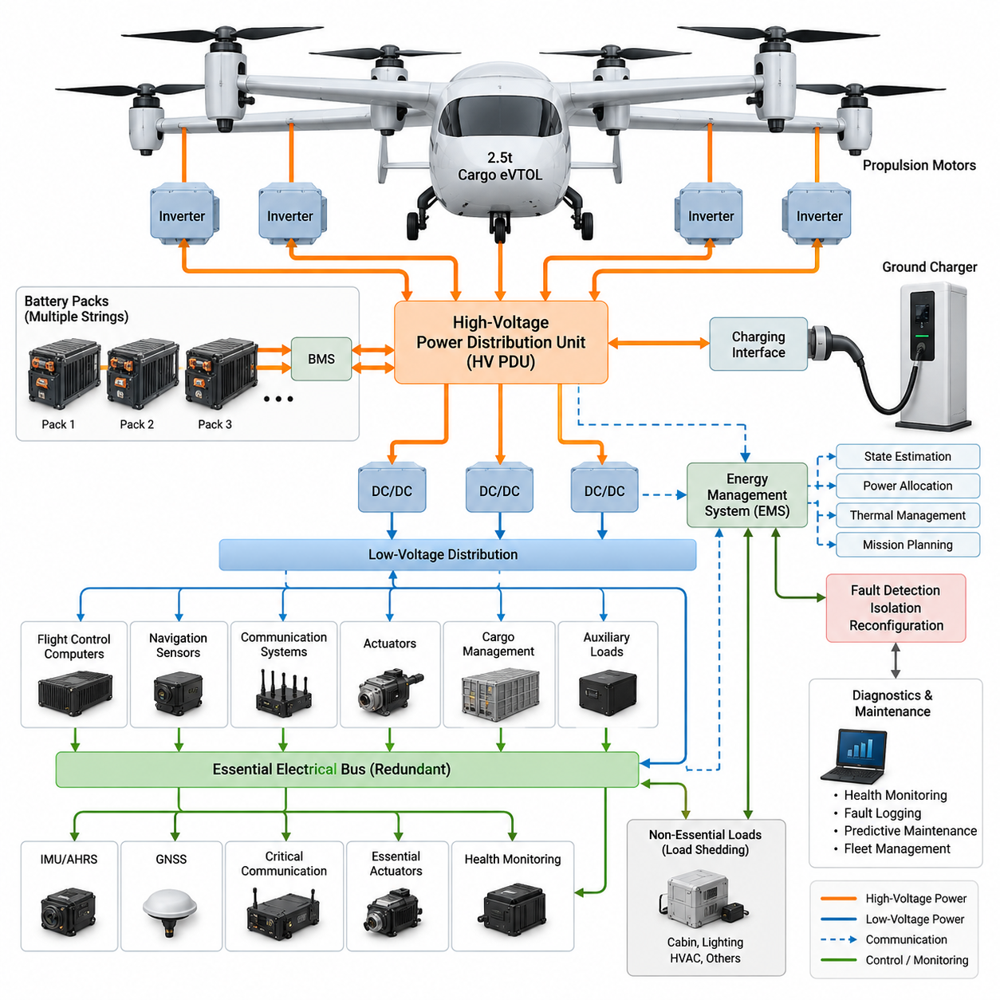 2.5t
Cargo eVTOL
Propulsion Motors
Inverter
Inverter
Inverter
Inverter
Ground Charger
Battery Packs
(Multiple Strings)
Pack 1
Pack 2
Pack 3
BMS
High-Voltage
Power Distribution Unit
(HV PDU)
Charging
Interface
DC/DC
DC/DC
DC/DC
Energy
Management
System (EMS)
State Estimation
Power Allocation
Thermal Management
Mission Planning
Low-Voltage Distribution
Fault Detection
Isolation
Reconfiguration
Flight Control
Computers
Navigation
Sensors
Communication
Systems
Actuators
Cargo
Management
Auxiliary
Loads
Diagnostics &
Maintenance
• Health Monitoring
• Fault Logging
• Predictive Maintenance
• Fleet Management
Essential Electrical Bus (Redundant)
IMU/AHRS
GNSS
Critical
Communication
Essential
Actuators
Health Monitoring
Non-Essential Loads
(Load Shedding)
Cabin, Lighting
HVAC, Others
High-Voltage Power
Low-Voltage Power
Communication
Control / Monitoring